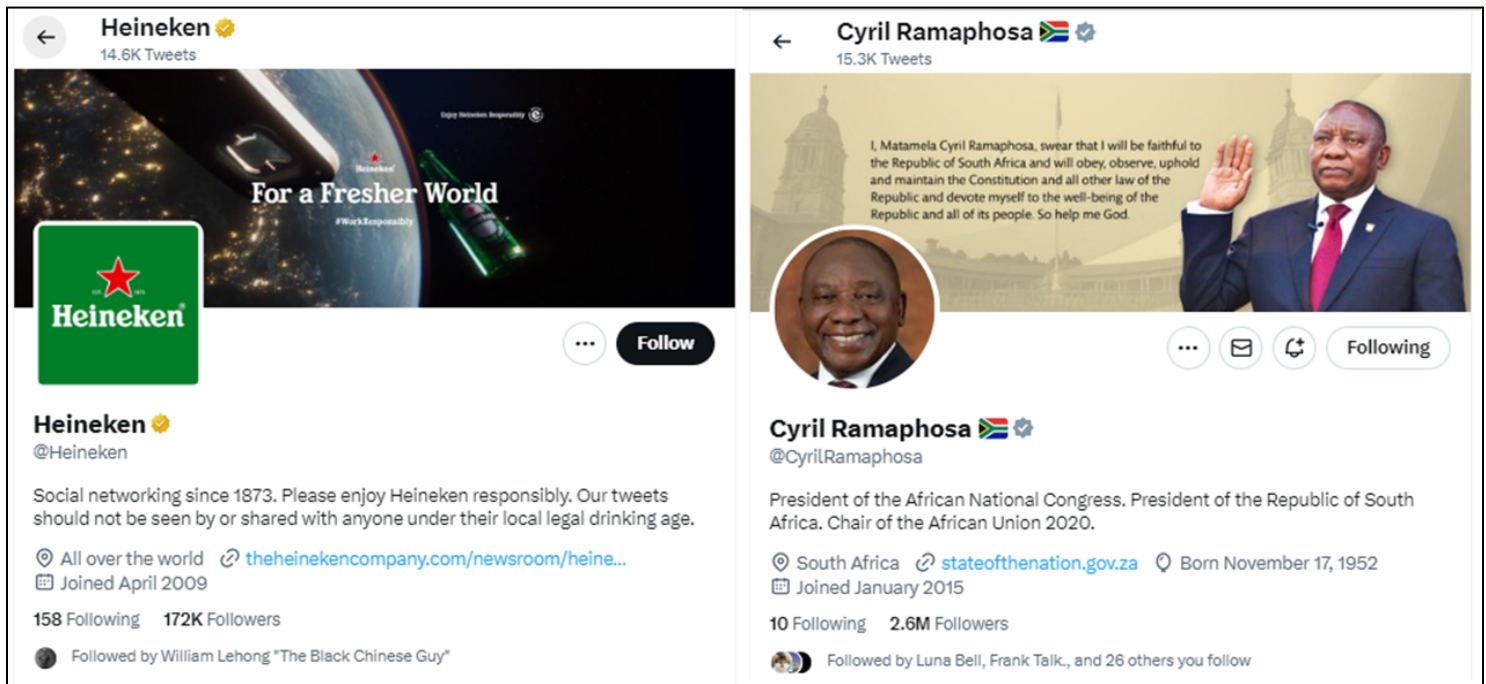 Heineken
14.6K Tweets
Enjoy Heineken Responsibly
Heineken
For a Fresher World
#WorkResponsibly
Heineken
Follow
Heineken
@Heineken
Social networking since 1873. Please enjoy Heineken responsibly. Our tweets
should not be seen by or shared with anyone under their local legal drinking age.
All over the world theheinekencompany.com/newsroom/heine...
Joined April 2009
158 Following 172K Followers
Followed by William Lehong "The Black Chinese Guy"
Cyril Ramaphosa
15.3K Tweets
I, Matamela Cyril Ramaphosa, swear that I will be faithful to
the Republic of South Africa and will obey, observe, uphold
and maintain the Constitution and all other law of the
Republic and devote myself to the well-being of the
Republic and all of its people. So help me God.
Following
Cyril Ramaphosa
@CyrilRamaphosa
President of the African National Congress. President of the Republic of South
Africa. Chair of the African Union 2020.
South Africa stateofthenation.gov.za Born November 17, 1952
Joined January 2015
10 Following 2.6M Followers
Followed by Luna Bell, Frank Talk., and 26 others you follow